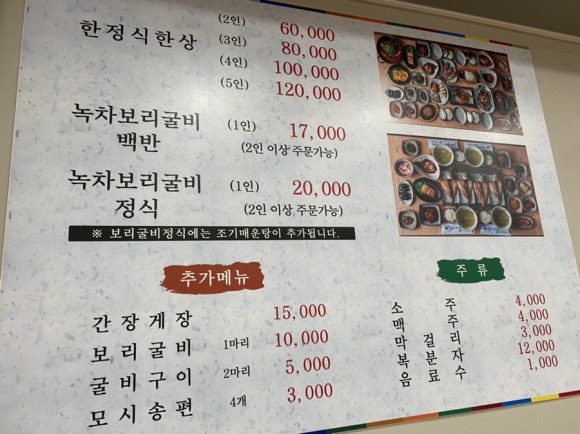 한정식한상 (2인) 60,000
(3인) 80,000
(4인) 100,000
(5인) 120,000
녹차보리굴비 백반 (1인) 17,000
(2인 이상 주문가능)
녹차보리굴비 정식 (1인) 20,000
(2인 이상 주문가능)
※ 보리굴비정식에는 조기매운탕이 추가됩니다.
추가메뉴
간장게장 15,000
보리굴비 1마리 10,000
굴비구이 2마리 5,000
모시송편 4개 3,000
주류
소주 4,000
맥주 4,000
막걸리 3,000
복분자 12,000
음료수 1,000